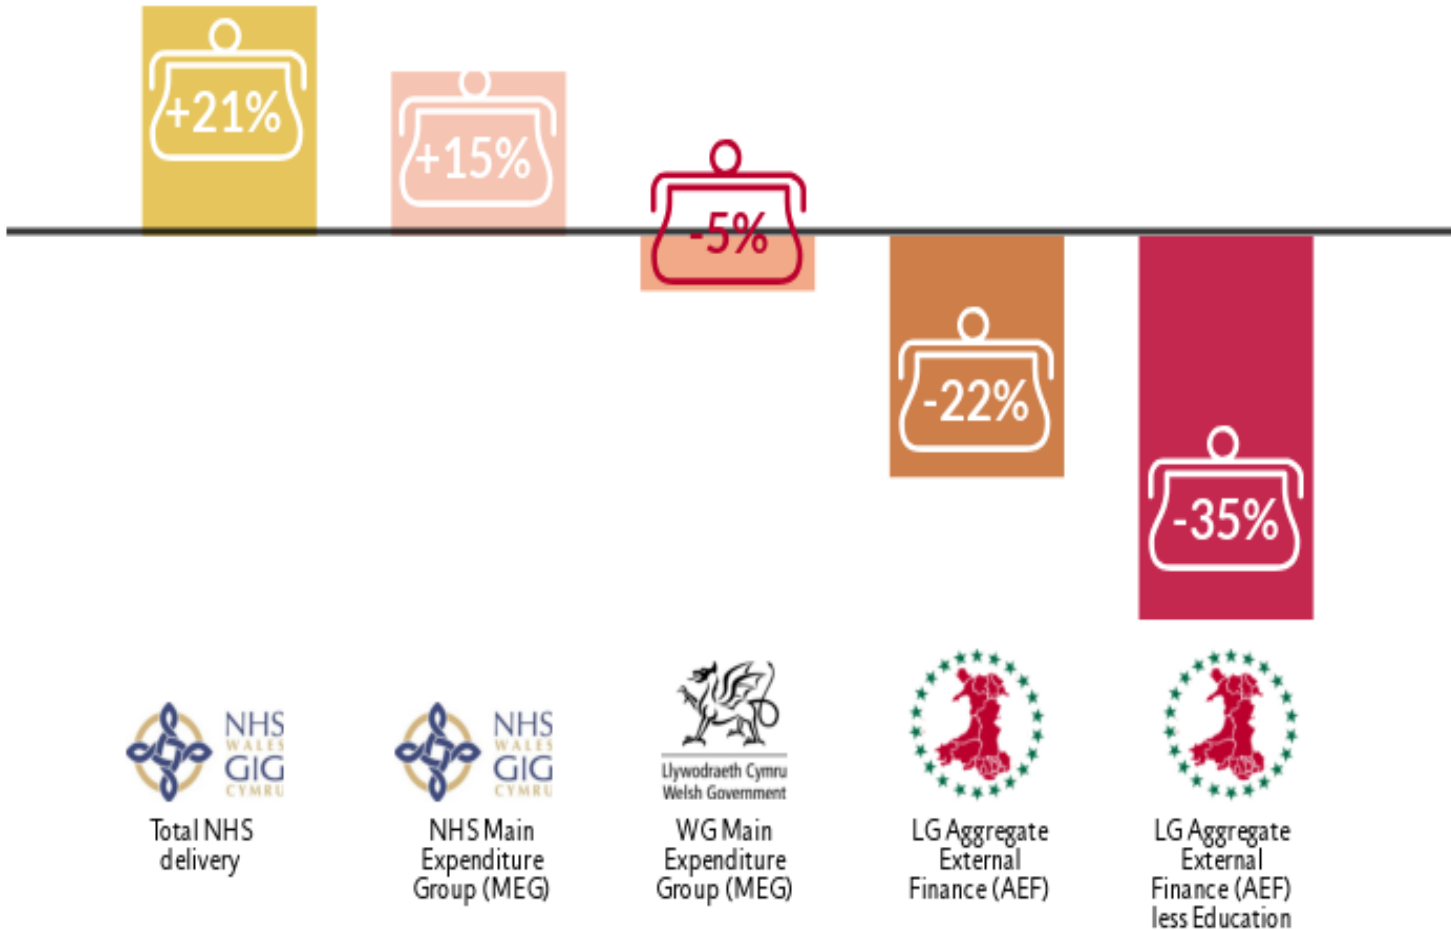 +21%
+15%
-5%
-22%
-35%
NHS
WALES
GIG
CYMRU
NHS
WALES
GIG
CYMRU
Llywodraeth Cymru
Welsh Government
Total NHS
delivery
NHS Main
Expenditure
Group (MEG)
WG Main
Expenditure
Group (MEG)
LG Aggregate
External
Finance (AEF)
LG Aggregate
External
Finance (AEF)
less Education